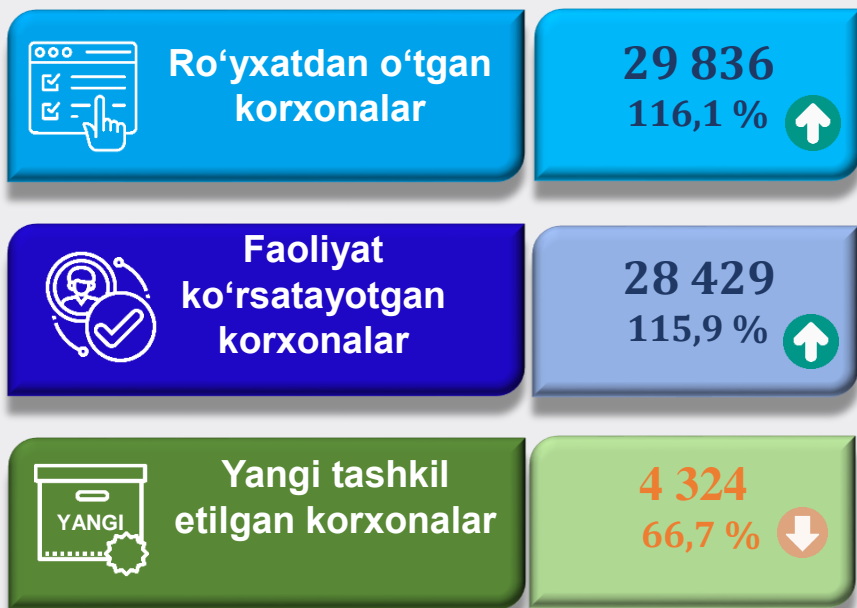 Ro‘yxatdan o‘tgan
korxonalar
29 836
116,1 %
Faoliyat
ko‘rsatayotgan
korxonalar
28 429
115,9 %
YANGI
Yangi tashkil
etilgan korxonalar
4 324
66,7 %